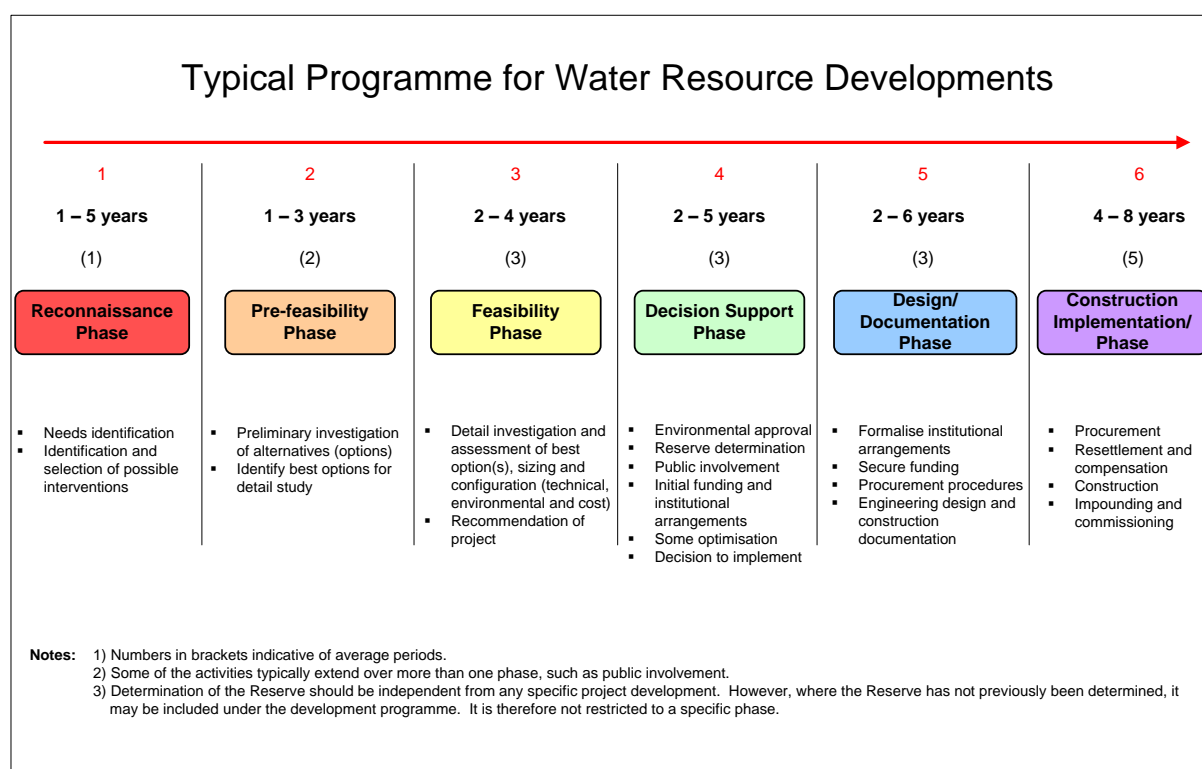 Typical Programme for Water Resource Developments
1
1 – 5 years
(1)
Reconnaissance
Phase
▪ Needs identification
▪ Identification and
selection of possible
interventions
2
1 – 3 years
(2)
Pre-feasibility
Phase
▪ Preliminary investigation
of alternatives (options)
▪ Identify best options for
detail study
3
2 – 4 years
(3)
Feasibility
Phase
▪ Detail investigation and
assessment of best
option(s), sizing and
configuration (technical,
environmental and cost)
▪ Recommendation of
project
4
2 – 5 years
(3)
Decision Support
Phase
▪ Environmental approval
▪ Reserve determination
▪ Public involvement
▪ Initial funding and
institutional
arrangements
▪ Some optimisation
▪ Decision to implement
5
2 – 6 years
(3)
Design/
Documentation
Phase
▪ Formalise institutional
arrangements
▪ Secure funding
▪ Procurement procedures
▪ Engineering design and
construction
documentation
6
4 – 8 years
(5)
Construction
Implementation/
Phase
▪ Procurement
▪ Resettlement and
compensation
▪ Construction
▪ Impounding and
commissioning
Notes: 1) Numbers in brackets indicative of average periods.
2) Some of the activities typically extend over more than one phase, such as public involvement.
3) Determination of the Reserve should be independent from any specific project development. However, where the Reserve has not previously been determined, it
may be included under the development programme. It is therefore not restricted to a specific phase.